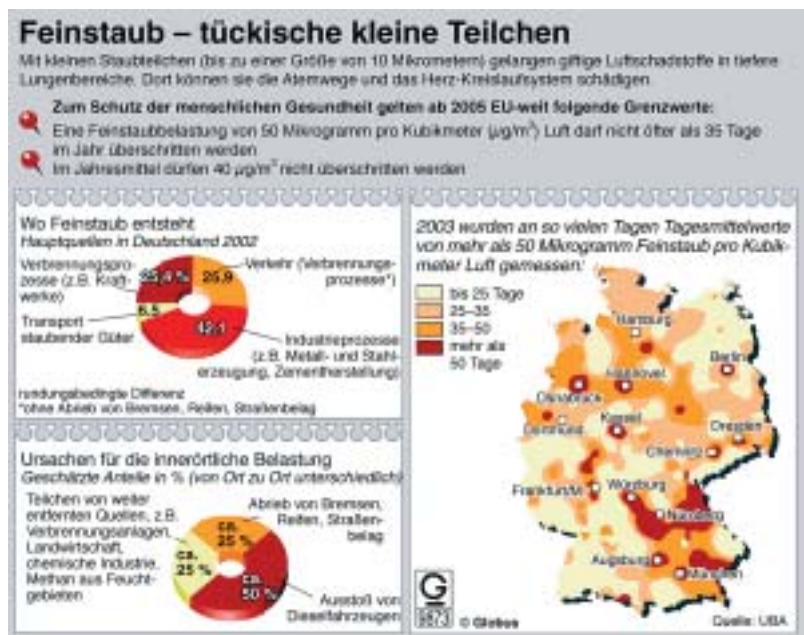 Feinstaub – tückische kleine Teilchen
Mit kleinen Staubteilchen (bis zu einer Größe von 10 Mikrometern) gelangen giftige Luftschadstoffe in tiefere
Lungenbereiche. Dort können sie die Atemwege und das Herz-Kreislaufsystem schädigen.
Zum Schutz der menschlichen Gesundheit gelten ab 2005 EU-weit folgende Grenzwerte:
Eine Feinstaubbelastung von 50 Mikrogramm pro Kubikmeter (µg/m³) Luft darf nicht öfter als 35 Tage
im Jahr überschritten werden
Im Jahresmittel dürfen 40 µg/m³ nicht überschritten werden
Wo Feinstaub entsteht
Hauptquellen in Deutschland 2002
Verbrennungspro-
zesse (z.B. Kraft-
werke)
25,4 %
25,9
Verkehr (Verbrennungs-
prozesse*)
Transport
staubender Güter
6,5
42,1
Industrieprozesse
(z.B. Metall- und Stahl-
erzeugung, Zementherstellung)
rundungsbedingte Differenz
*ohne Abrieb von Bremsen, Reifen, Straßenbelag
Ursachen für die innerörtliche Belastung
Geschätzte Anteile in % (von Ort zu Ort unterschiedlich)
Teilchen von weiter
entfernten Quellen, z.B.
Verbrennungsanlagen,
Landwirtschaft,
chemische Industrie,
Methan aus Feucht-
gebieten
ca.
25 %
Abrieb von Bremsen,
Reifen, Straßen-
belag
ca.
25 %
ca.
50 %
Ausstoß von
Dieselfahrzeugen
2003 wurden an so vielen Tagen Tagesmittelwerte
von mehr als 50 Mikrogramm Feinstaub pro Kubik-
meter Luft gemessen:
bis 25 Tage
25–35
35–50
mehr als
50 Tage
Hamburg
Berlin
Hannover
Osnabrück
Kassel
Dortmund
Dresden
Chemnitz
Frankfurt/M.
Würzburg
Nürnberg
Augsburg
München
G
9873
© Globus
Quelle: UBA